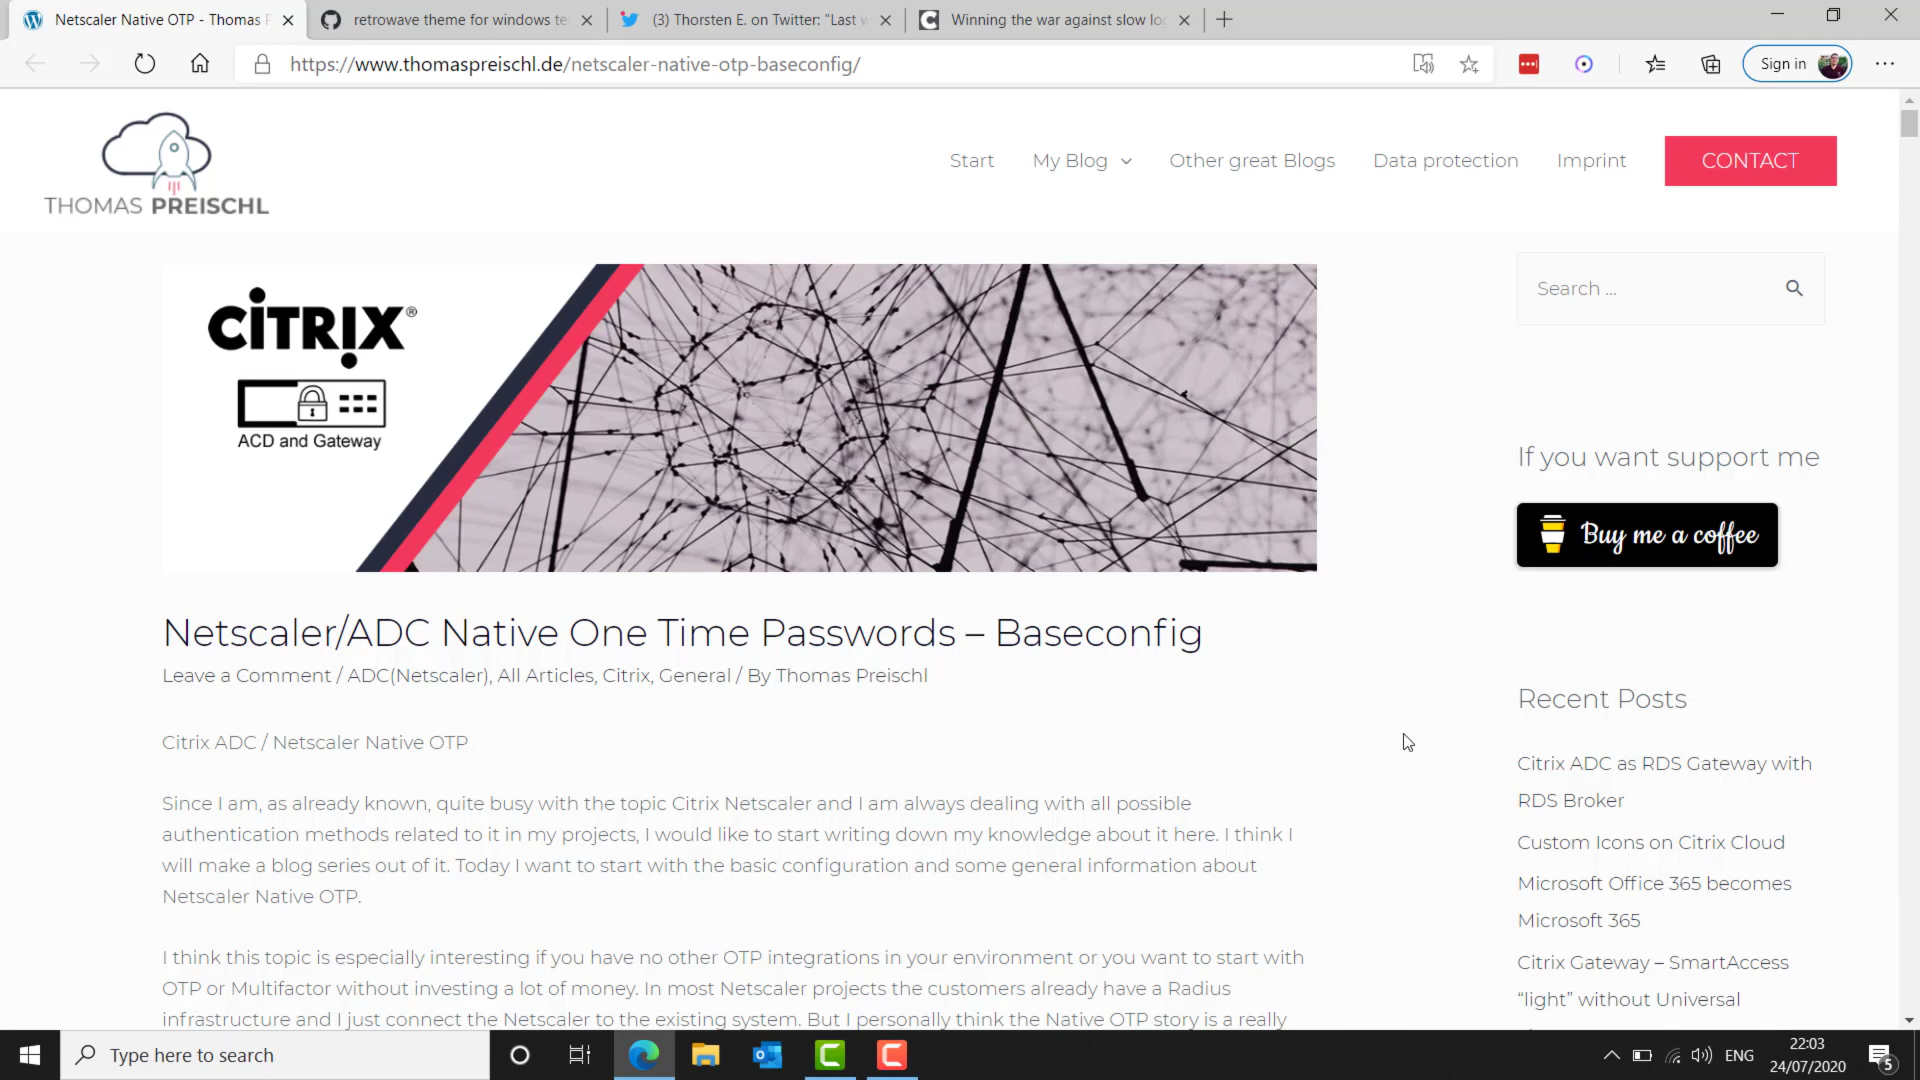 Netscaler Native OTP - Thomas P
retrowave theme for windows te
(3) Thorsten E. on Twitter: "Last w
Winning the war against slow log
https://www.thomaspreischl.de/netscaler-native-otp-baseconfig/
Sign in
THOMAS PREISCHL
Start
My Blog
Other great Blogs
Data protection
Imprint
CONTACT
CITRIX®
ACD and Gateway
Search ...
If you want support me
Buy me a coffee
Netscaler/ADC Native One Time Passwords – Baseconfig
Leave a Comment / ADC(Netscaler), All Articles, Citrix, General / By Thomas Preischl
Citrix ADC / Netscaler Native OTP
Since I am, as already known, quite busy with the topic Citrix Netscaler and I am always dealing with all possible
authentication methods related to it in my projects, I would like to start writing down my knowledge about it here. I think I
will make a blog series out of it. Today I want to start with the basic configuration and some general information about
Netscaler Native OTP.
I think this topic is especially interesting if you have no other OTP integrations in your environment or you want to start with
OTP or Multifactor without investing a lot of money. In most Netscaler projects the customers already have a Radius
infrastructure and I just connect the Netscaler to the existing system. But I personally think the Native OTP story is a really
Recent Posts
Citrix ADC as RDS Gateway with
RDS Broker
Custom Icons on Citrix Cloud
Microsoft Office 365 becomes
Microsoft 365
Citrix Gateway – SmartAccess
"light" without Universal
Type here to search
ENG
22:03
24/07/2020
5